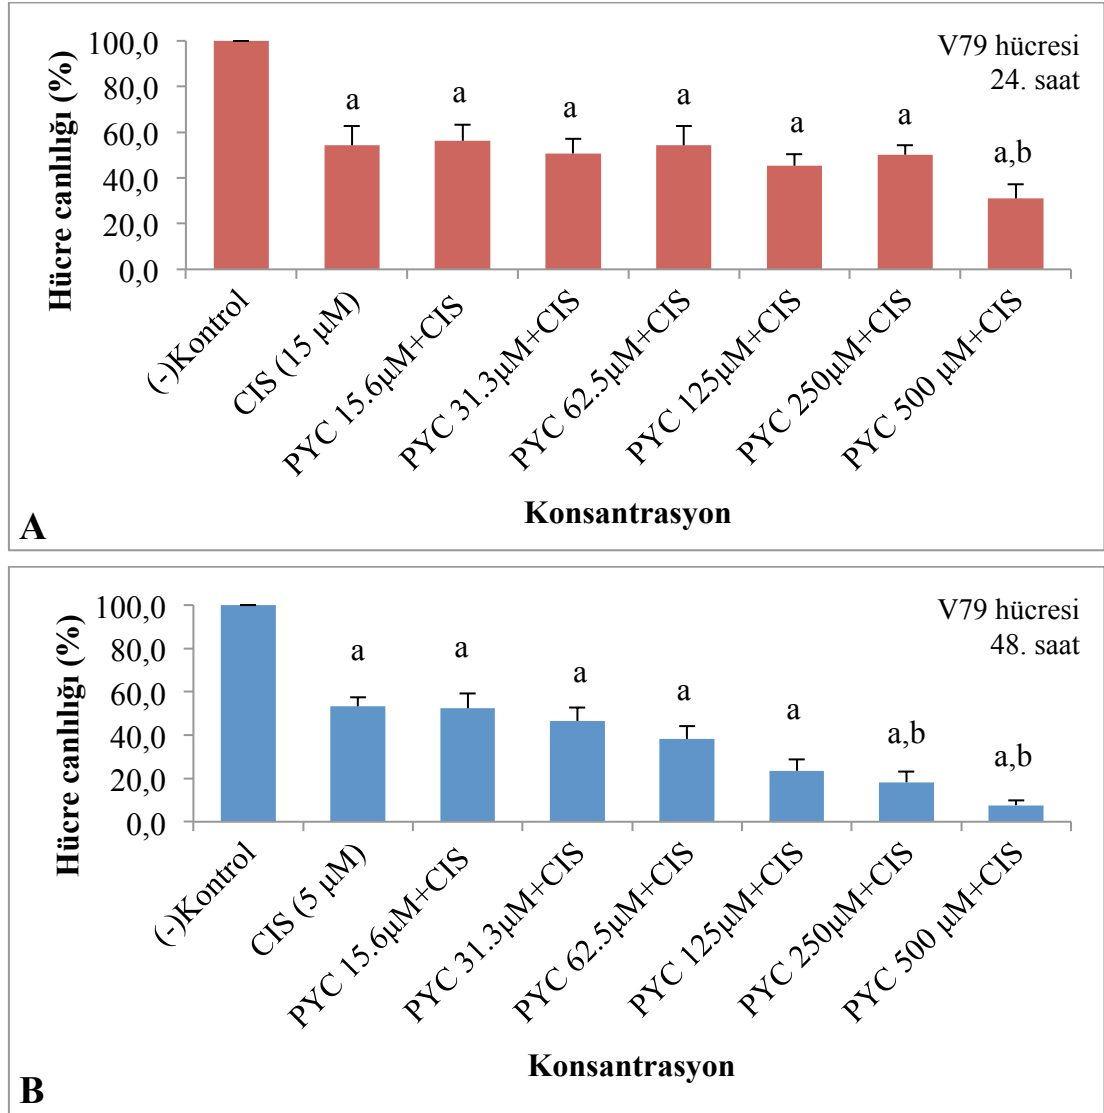 Hücre canlılığı (%)
100,0
80,0
60,0
40,0
20,0
0,0
V79 hücresi
24. saat
a
a
a
a
a
a
a,b
(-)Kontrol
CIS (15 µM)
PYC 15.6µM+CIS
PYC 31.3µM+CIS
PYC 62.5µM+CIS
PYC 125µM+CIS
PYC 250µM+CIS
PYC 500 µM+CIS
Konsantrasyon
A
Hücre canlılığı (%)
100,0
80,0
60,0
40,0
20,0
0,0
V79 hücresi
48. saat
a
a
a
a
a
a,b
a,b
(-)Kontrol
CIS (5 µM)
PYC 15.6µM+CIS
PYC 31.3µM+CIS
PYC 62.5µM+CIS
PYC 125µM+CIS
PYC 250µM+CIS
PYC 500 µM+CIS
Konsantrasyon
B